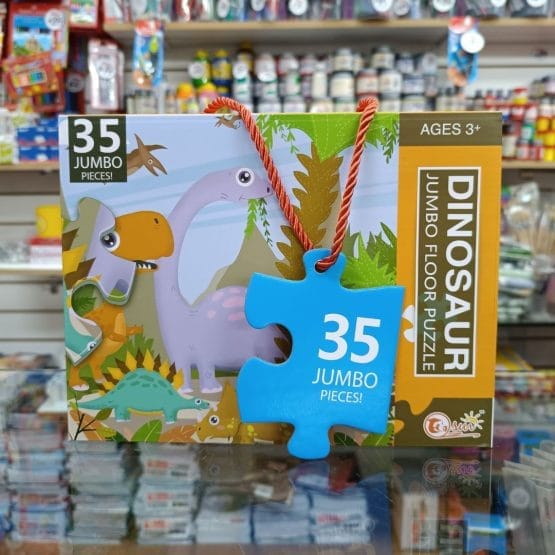 35
JUMBO
PIECES!
AGES 3+
DINOSAUR
JUMBO FLOOR PUZZLE
35
JUMBO
PIECES!